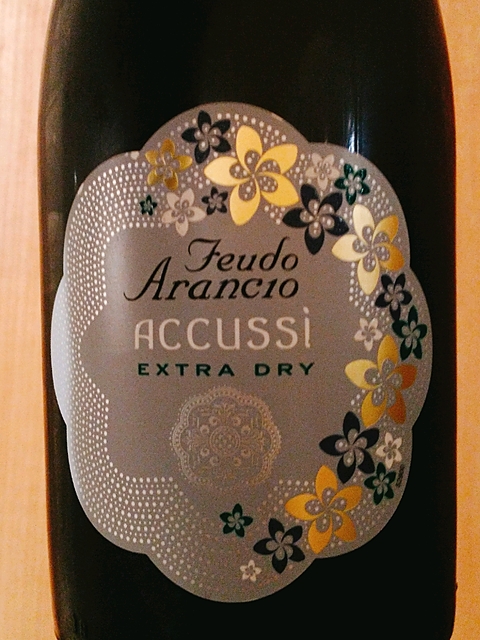 Feudo
Arancio
ACCUSSÌ
EXTRA DRY